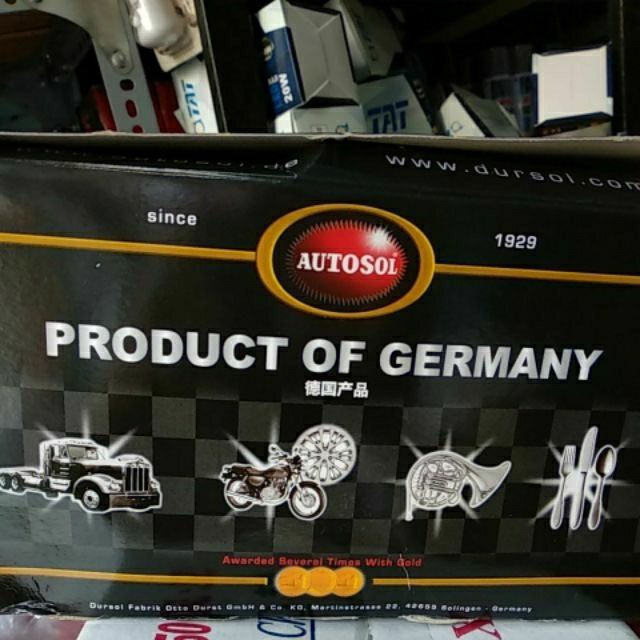 20W
TAT
www.dursol.com
since
AUTOSOL
1929
PRODUCT OF GERMANY
德国产品
Awarded Several Times With Gold
Dursol Fabrik Otto Durst GmbH & Co. KG, Martinstrasse 22, 42655 Solingen - Germany